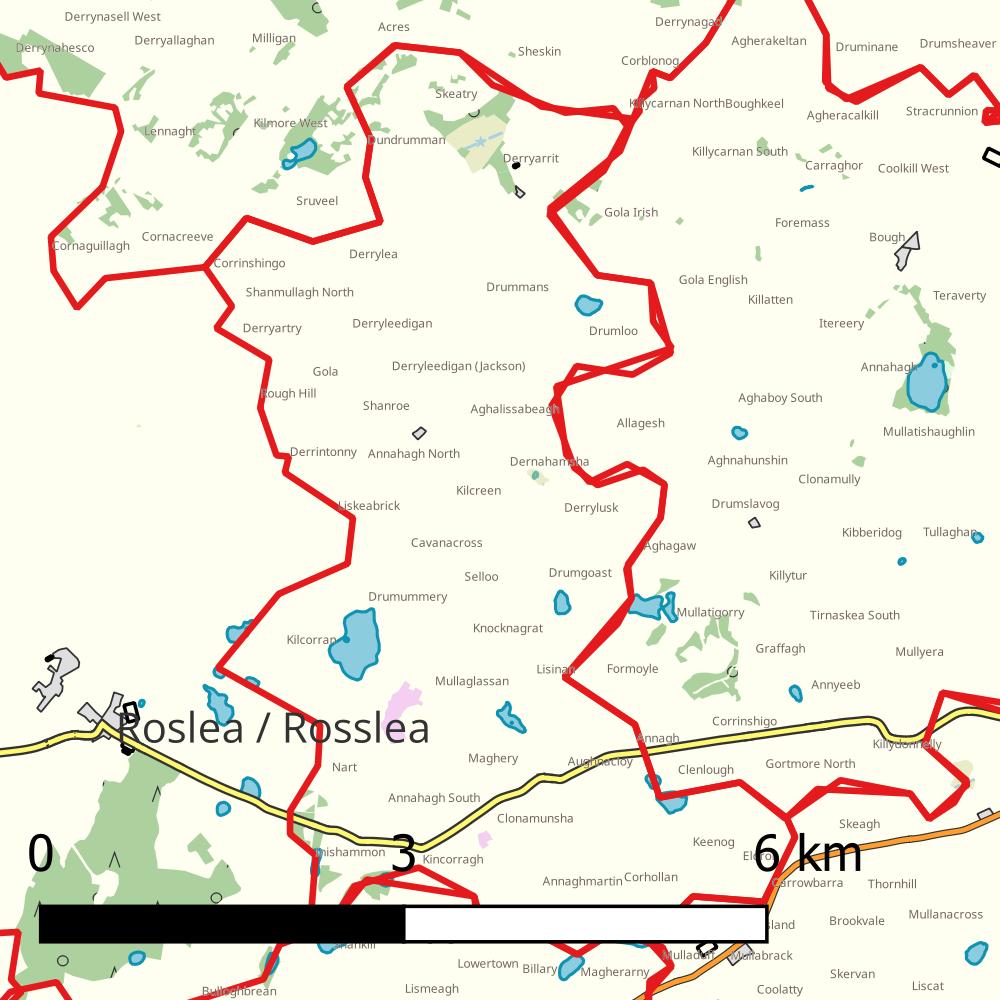 Derrynasell West
Derrynagad
Acres
Milligan
Derryallaghan
Agherakeltan
Drumsheaver
Druminane
Derrynahesco
Sheskin
Corblonog
Skeatry
Killycarnan North
Boughkeel
Stracrunnion
Agheracalkill
Kilmore West
Lennaght
Dundrumman
Killycarnan South
Derryarrit
Carraghor
Coolkill West
Sruveel
Gola Irish
Foremass
Cornacreeve
Bough
Cornaguillagh
Derrylea
Corrinshingo
Gola English
Drummans
Shanmullagh North
Killatten
Teraverty
Derryleedigan
Itereery
Derryartry
Drumloo
Derryleedigan (Jackson)
Annahagh
Gola
Rough Hill
Aghaboy South
Shanroe
Aghalissabeagh
Allagesh
Mullatishaughlin
Derrintonny
Annahagh North
Dernahamsha
Aghnahunshin
Clonamully
Kilcreen
Liskeabrick
Drumslavog
Derrylusk
Kibberidog
Tullaghan
Cavanacross
Aghagaw
Selloo
Drumgoast
Killytur
Drumummery
Mullatigorry
Tirnaskea South
Knocknagrat
Kilcorran
Graffagh
Mullyera
Lisinan
Formoyle
Mullaglassan
Annyeeb
Corrinshigo
Roslea / Rosslea
Annagh
Killydonnelly
Maghery
Aughnacloy
Gortmore North
Nart
Clenlough
Annahagh South
Clonamunsha
Skeagh
Keenog
0 3 6 km
Inishammon
Kincorragh
Annaghmartin
Corhollan
Garrowbarra
Thornhill
Mullanacross
Brookvale
Mullabrack
Lowertown
Billary
Magherarny
Skervan
Bulloghbrean
Lismeagh
Coolatty
Liscat